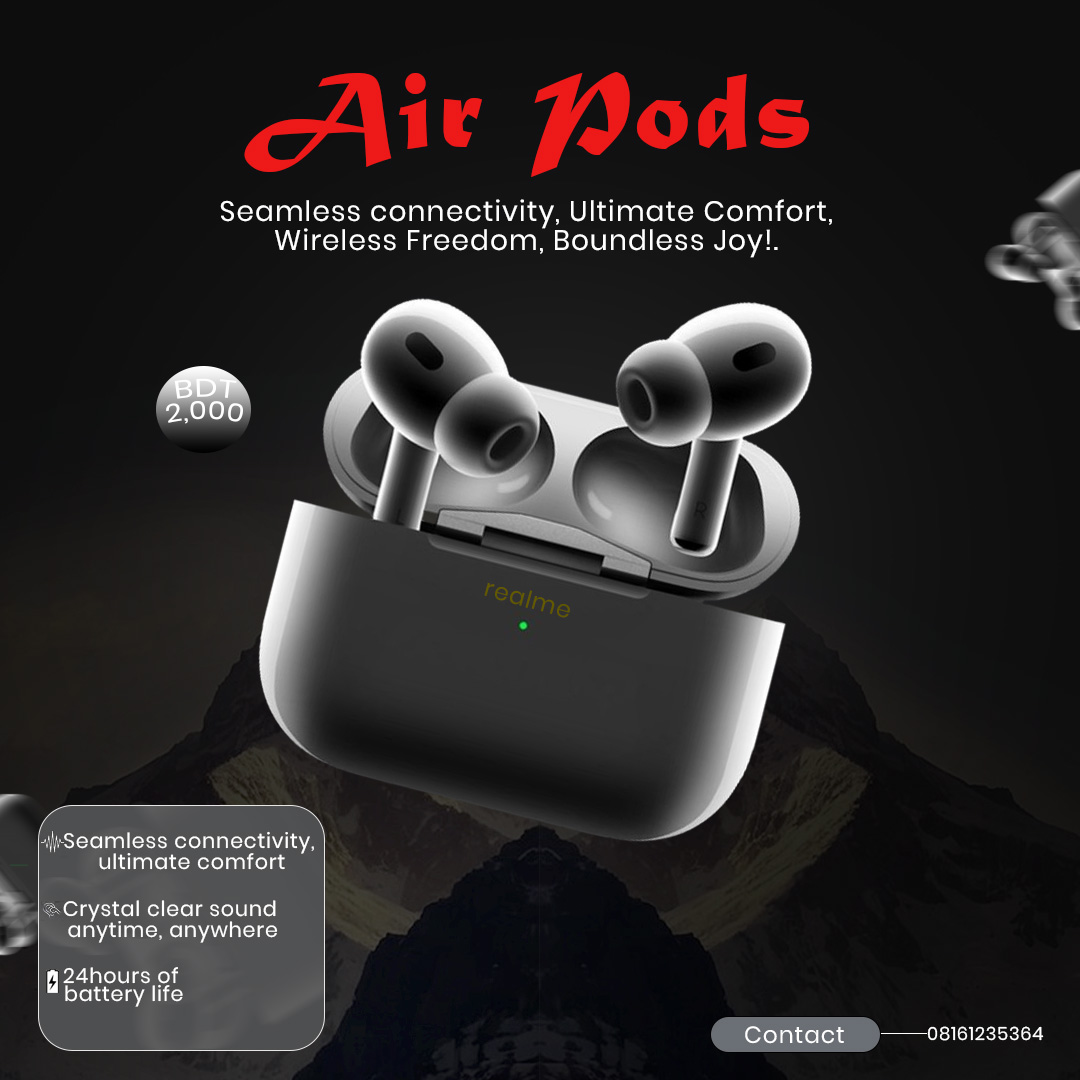 Air Pods
Seamless connectivity, Ultimate Comfort,
Wireless Freedom, Boundless Joy!.
BDT
2,000
R
realme
Seamless connectivity,
ultimate comfort
Crystal clear sound
anytime, anywhere
24hours of
battery life
Contact
08161235364